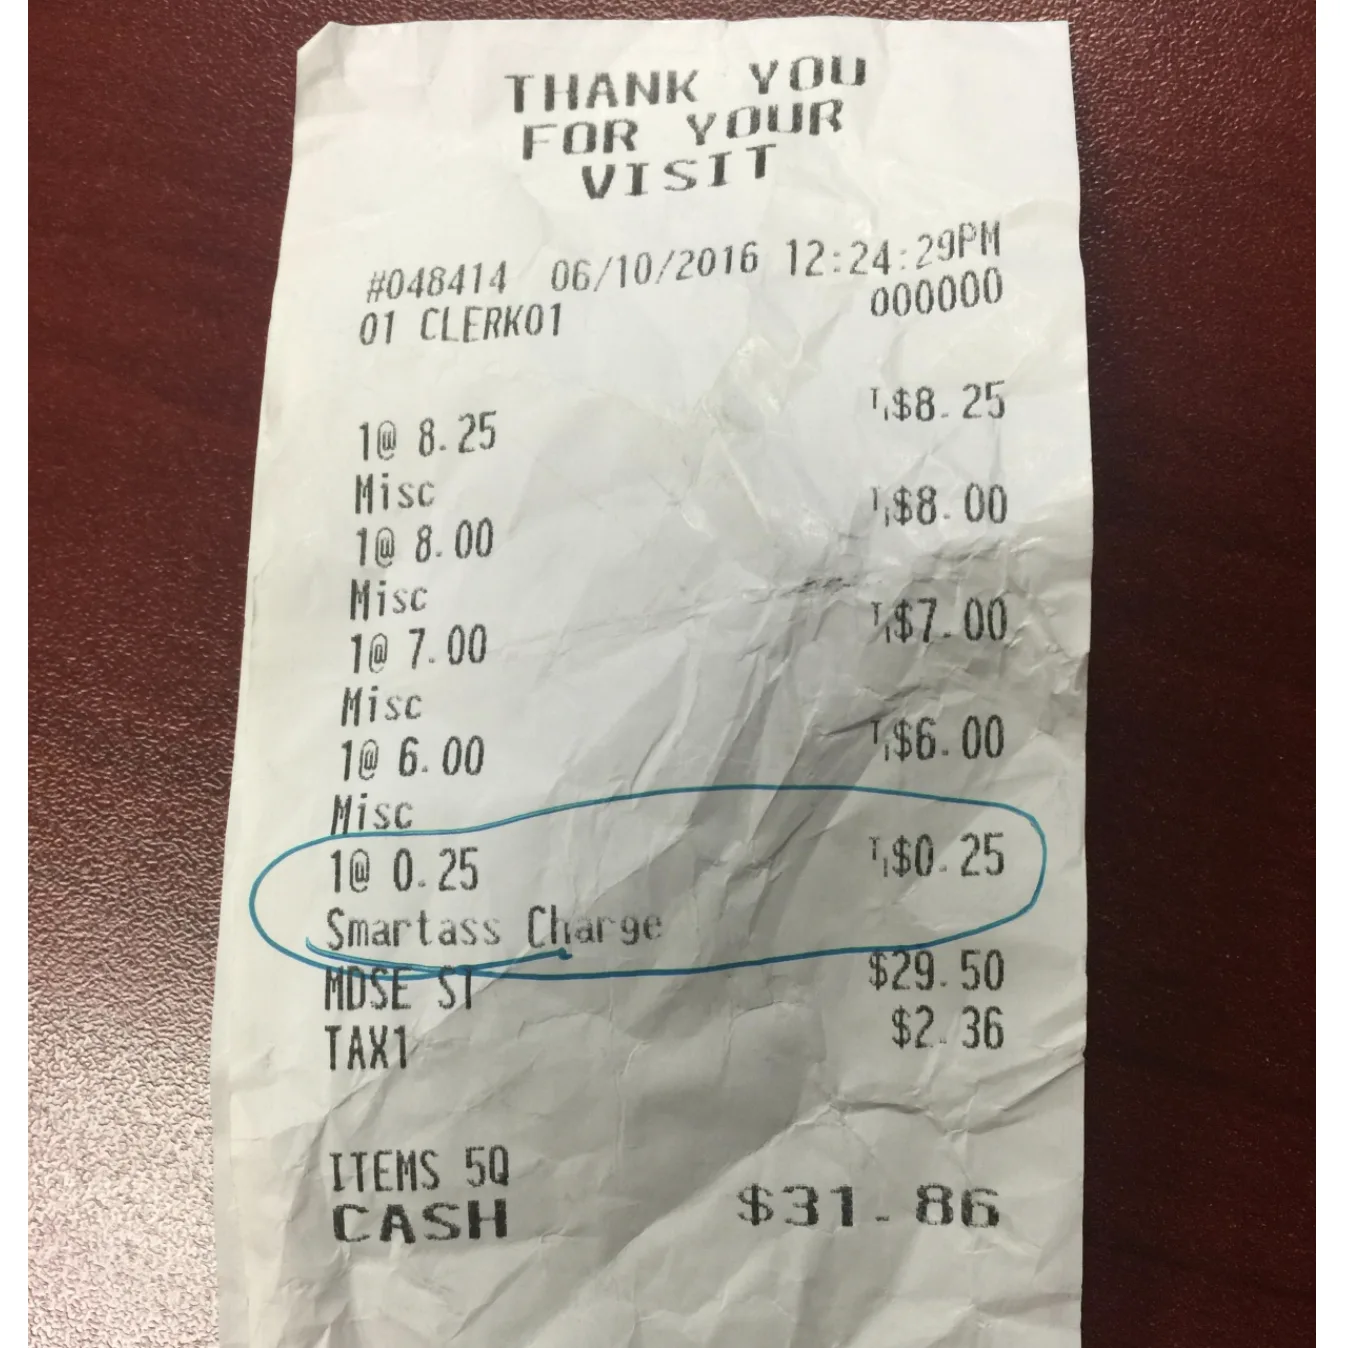 THANK YOU
FOR YOUR
VISIT
#048414 06/10/2016 12:24:29PM
01 CLERK01 000000
T1$8.25
1@ 8.25
Misc T1$8.00
1@ 8.00
Misc T1$7.00
1@ 7.00
Misc T1$6.00
1@ 6.00
Misc
1@ 0.25 T1$0.25
Smartass Charge
MDSE ST $29.50
TAX1 $2.36
ITEMS 5Q
CASH $31.86